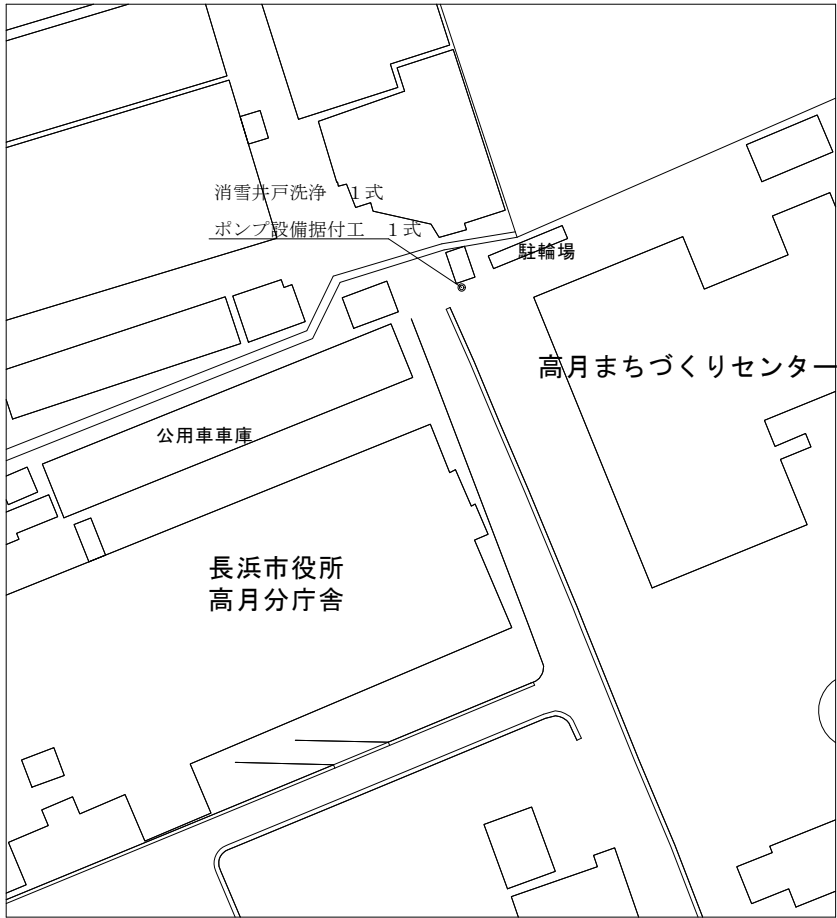 消雪井戸洗浄　1式
ポンプ設備据付工　1式
駐輪場
高月まちづくりセンター
公用車車庫
長浜市役所
高月分庁舎